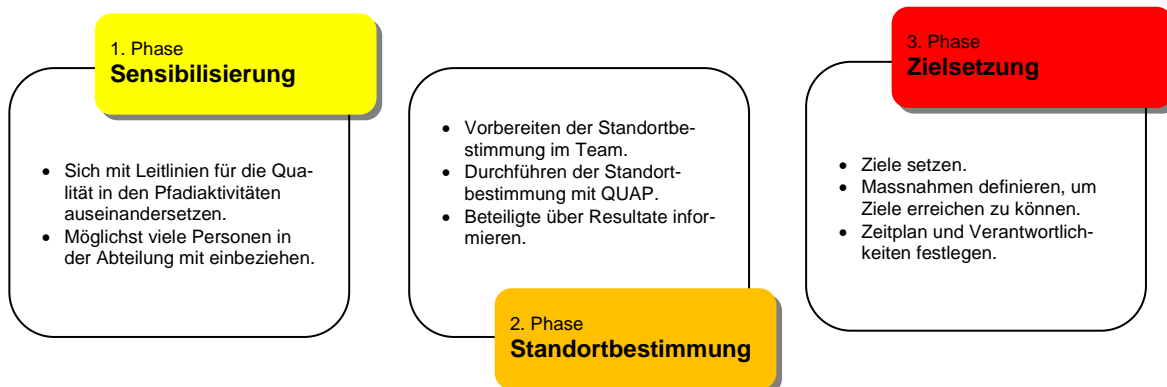 1. Phase
Sensibilisierung
• Sich mit Leitlinien für die Qua-
lität in den Pfadiaktivitäten
auseinandersetzen.
• Möglichst viele Personen in
der Abteilung mit einbeziehen.
• Vorbereiten der Standortbe-
stimmung im Team.
• Durchführen der Standort-
bestimmung mit QUAP.
• Beteiligte über Resultate infor-
mieren.
2. Phase
Standortbestimmung
3. Phase
Zielsetzung
• Ziele setzen.
• Massnahmen definieren, um
Ziele erreichen zu können.
• Zeitplan und Verantwortlich-
keiten festlegen.